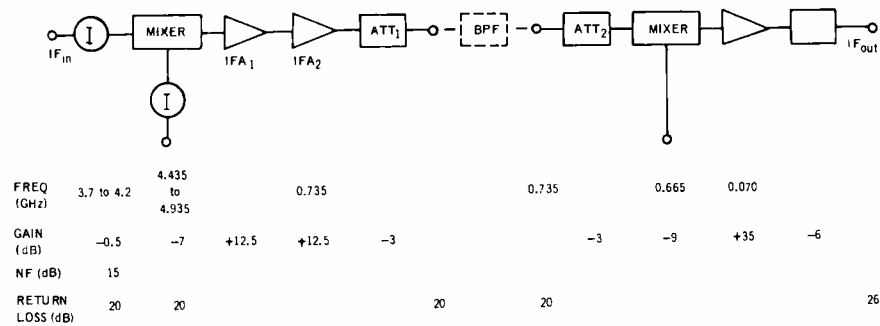 MIXER
ATT1
BPF
ATT2
MIXER
IFin
I
IFA1
IFA2
IFout
I
FREQ (GHz) 3.7 to 4.2 4.435 to 4.935 0.735 0.735 0.665 0.070
GAIN (dB) -0.5 -7 +12.5 +12.5 -3 -3 -9 +35 -6
NF (dB) 15
RETURN LOSS (dB) 20 20 20 20 26